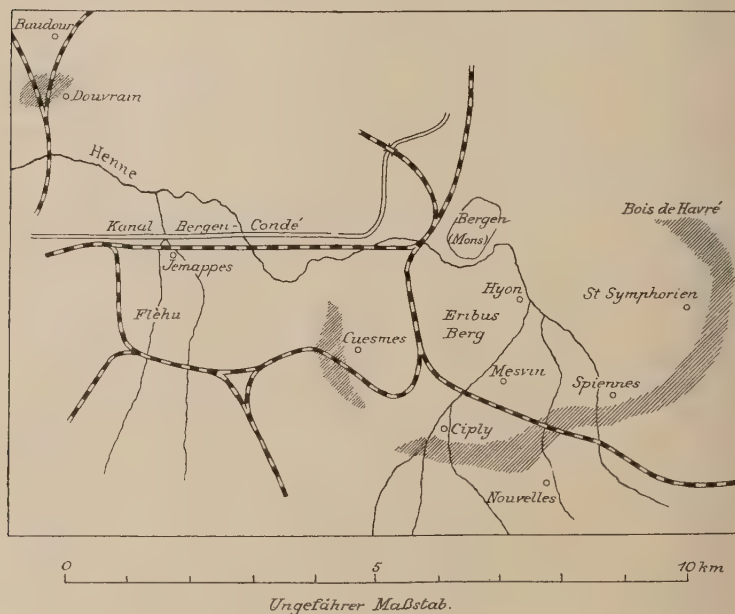 Baudour
Douvrain
Henne
Kanal Bergen-Condé
Jemappes
Flêhu
Bergen
(Mons)
Bois de Havré
Hyon
St Symphorien
Eribus
Berg
Cuesmes
Mesvin
Spiennes
Ciply
Nouvelles
0
5
10 km
Ungefährer Maßstab.